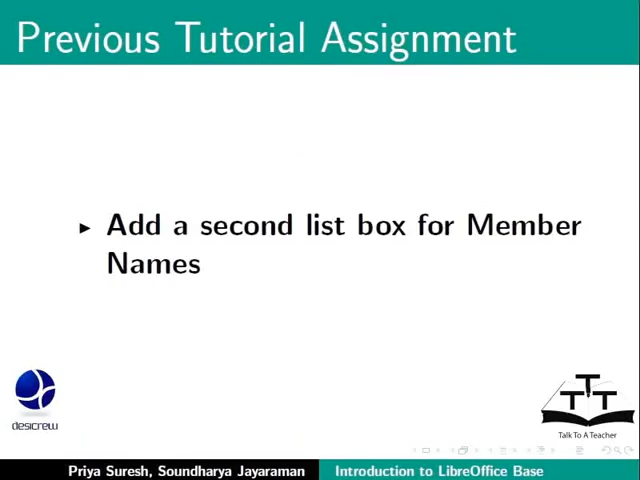 Previous Tutorial Assignment
Add a second list box for Member
Names
desicrew
T T T
Talk To A Teacher
Priya Suresh, Soundharya Jayaraman
Introduction to LibreOffice Base